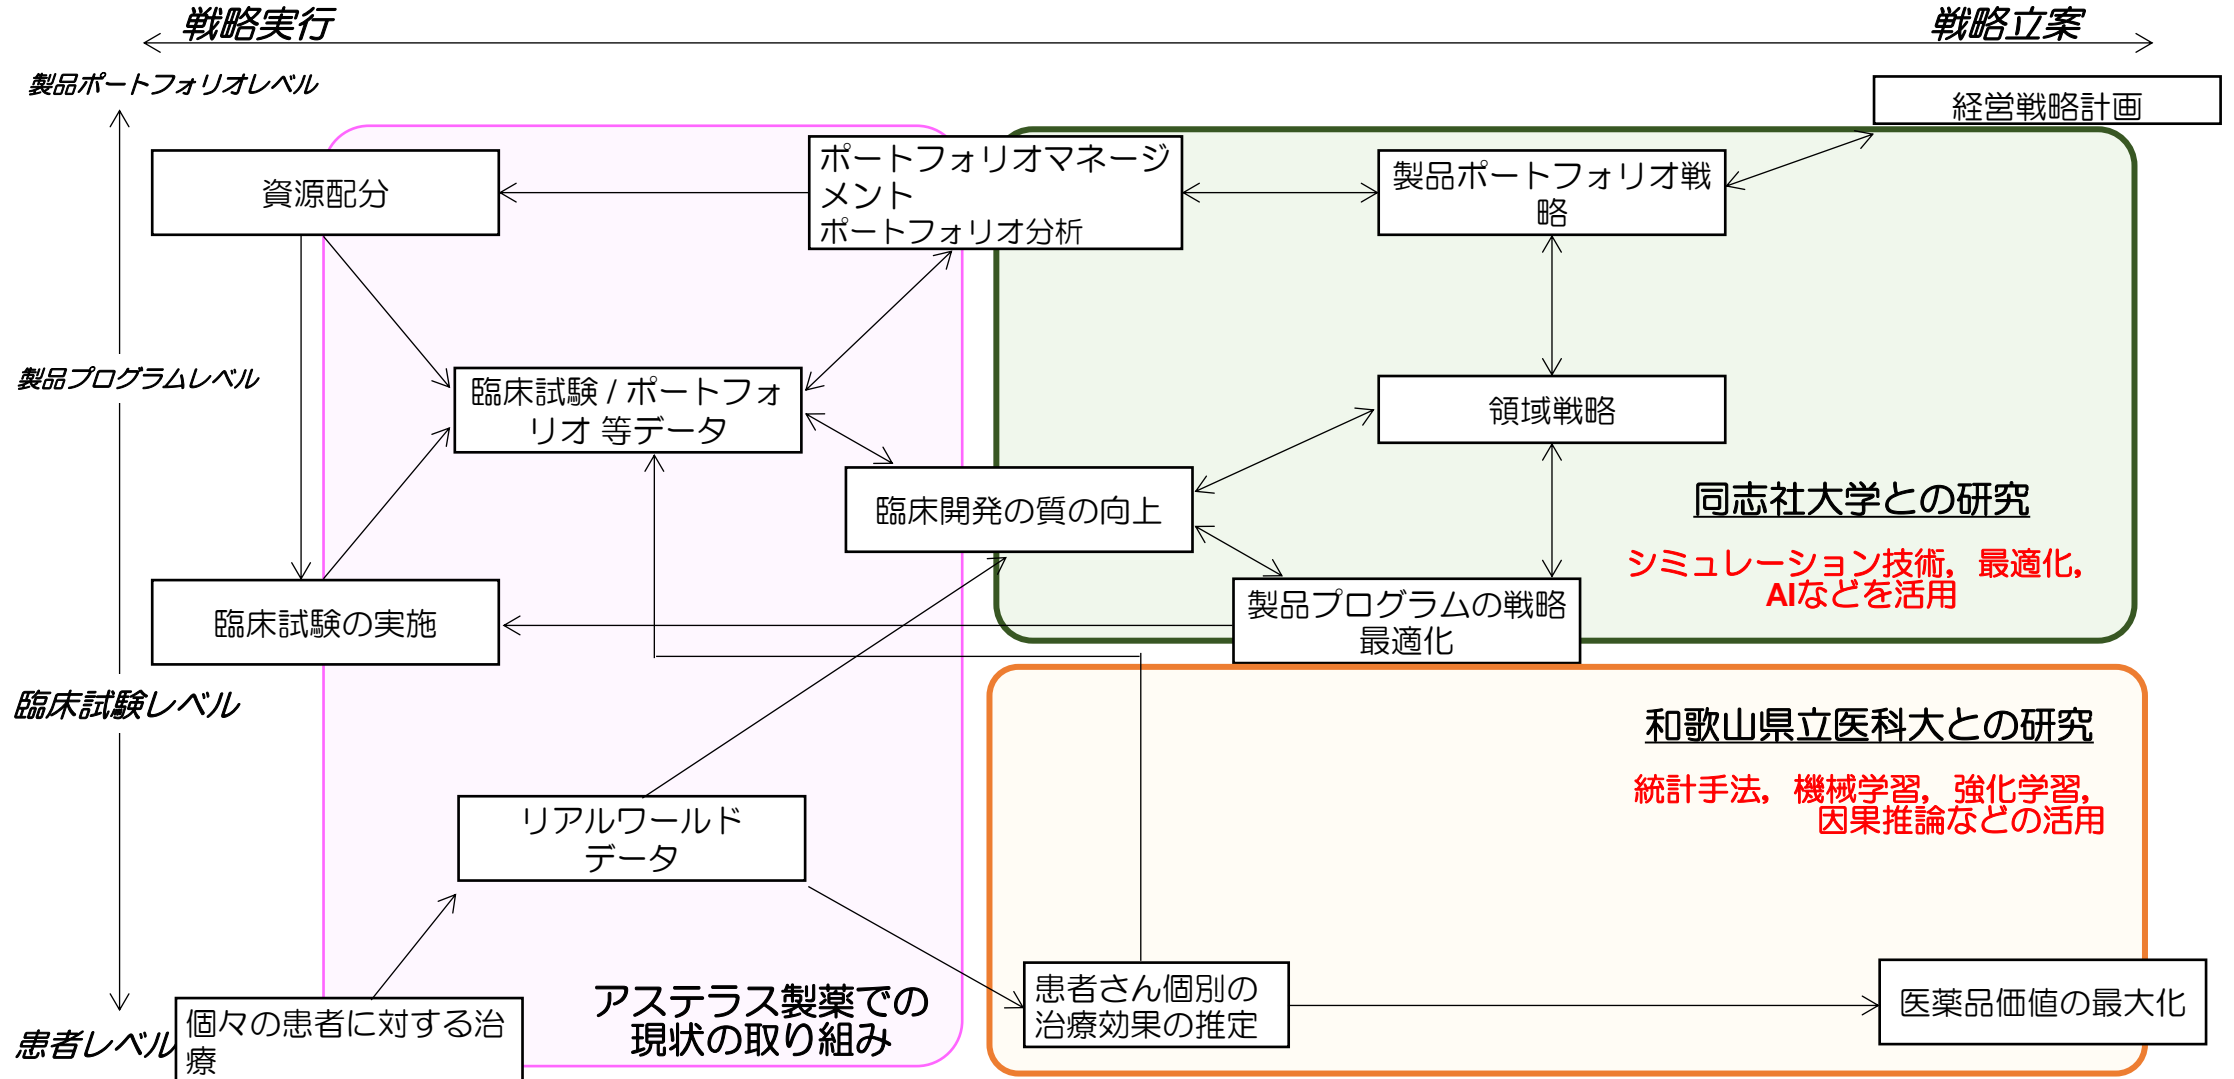 戦略実行
戦略立案
製品ポートフォリオレベル
経営戦略計画
資源配分
ポートフォリオマネージ
メント
ポートフォリオ分析
製品ポートフォリオ戦
略
製品プログラムレベル
臨床試験 / ポートフォ
リオ 等データ
領域戦略
臨床開発の質の向上
同志社大学との研究
シミュレーション技術，最適化，
AIなどを活用
臨床試験の実施
製品プログラムの戦略
最適化
臨床試験レベル
和歌山県立医科大との研究
統計手法，機械学習，強化学習，
因果推論などの活用
リアルワールド
データ
患者さん個別の
治療効果の推定
医薬品価値の最大化
アステラス製薬での
現状の取り組み
患者レベル
個々の患者に対する治
療